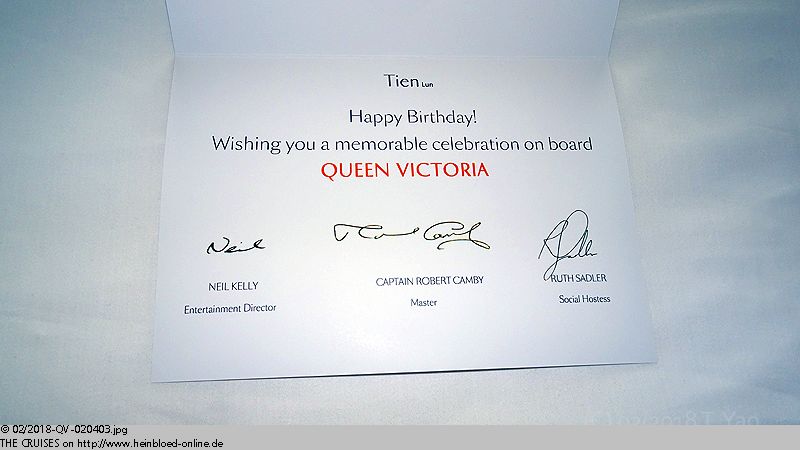 Tien Lun
Happy Birthday!
Wishing you a memorable celebration on board
QUEEN VICTORIA
Neil
NEIL KELLY
Entertainment Director
CAPTAIN ROBERT CAMBY
Master
RUTH SADLER
Social Hostess
© 02/2018-QV-020403.jpg
THE CRUISES on http://www.heinbloed-online.de